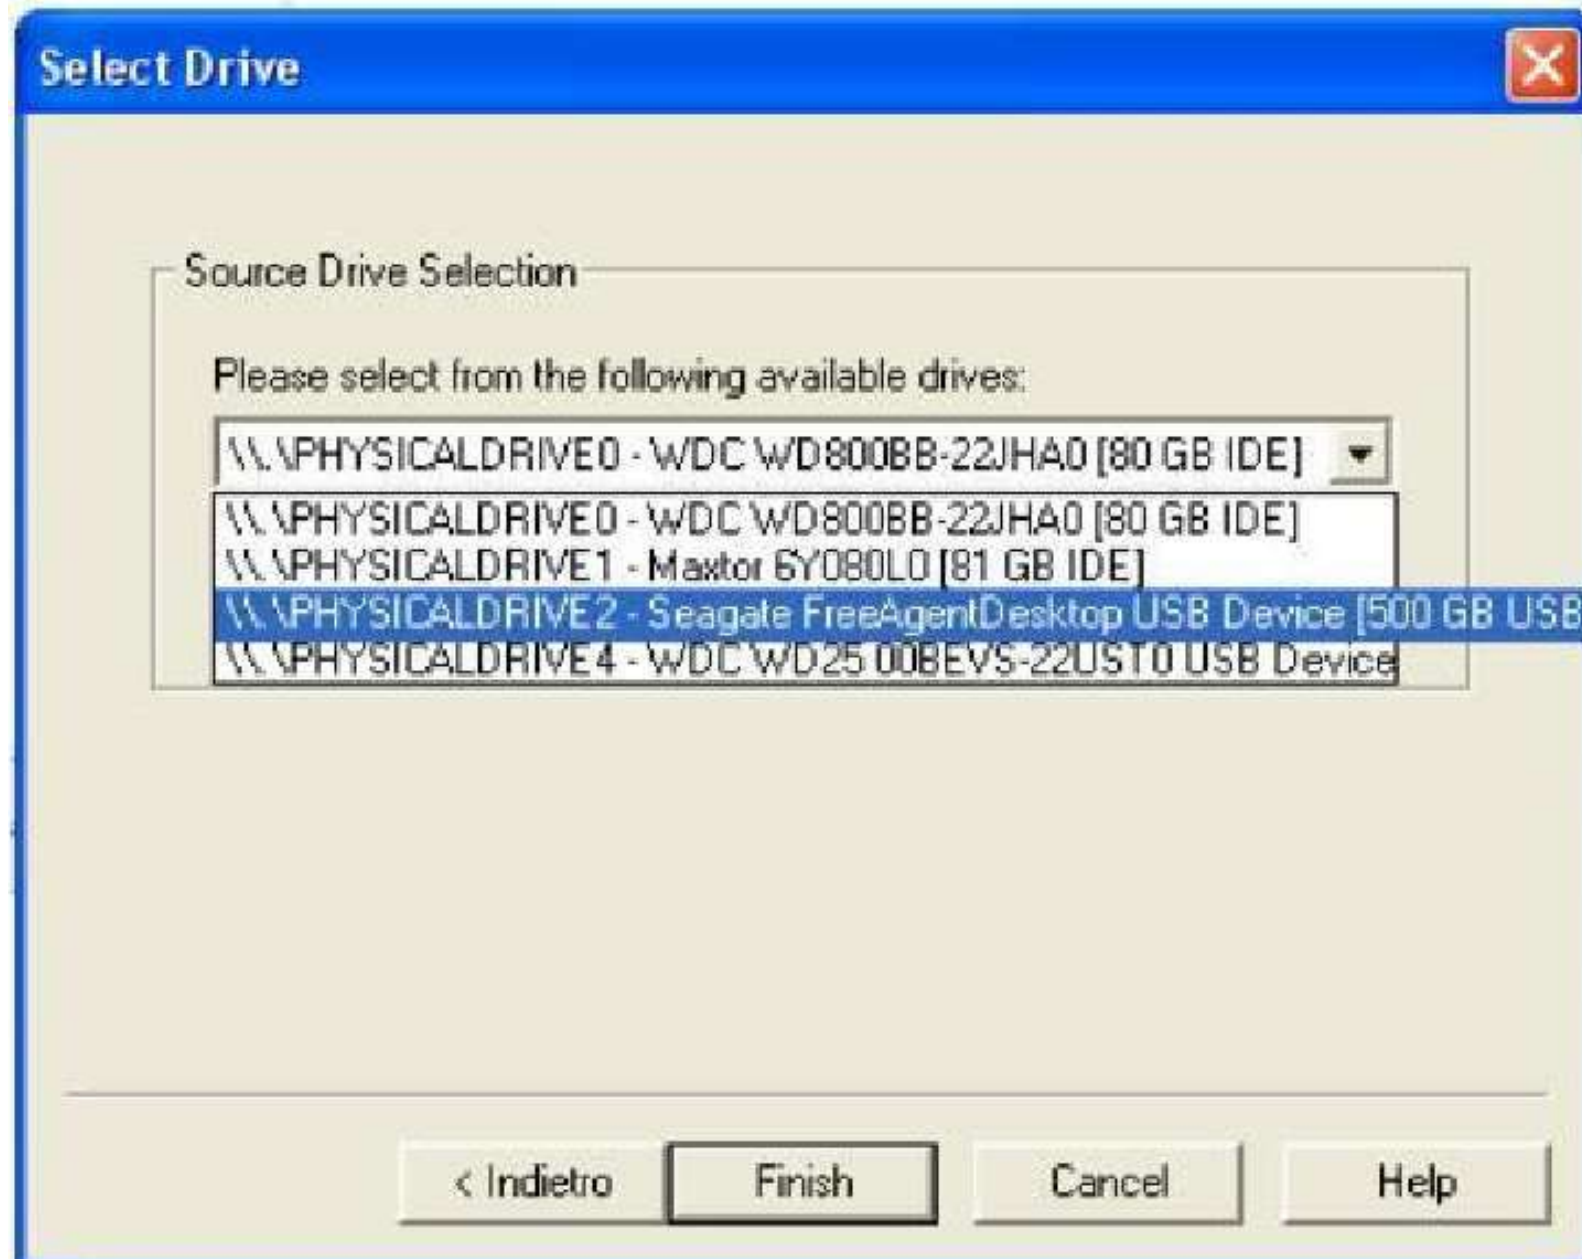 Select Drive
Source Drive Selection
Please select from the following available drives:
\\.\PHYSICALDRIVE0 - WDC WD800BB-22JHA0 [80 GB IDE]
\\.\PHYSICALDRIVE0 - WDC WD800BB-22JHA0 [80 GB IDE]
\\.\PHYSICALDRIVE1 - Maxtor 6Y080L0 [81 GB IDE]
\\.\PHYSICALDRIVE2 - Seagate FreeAgentDesktop USB Device [500 GB USB
\\.\PHYSICALDRIVE4 - WDC WD25 00BEVS-22UST0 USB Device
< Indietro Finish Cancel Help